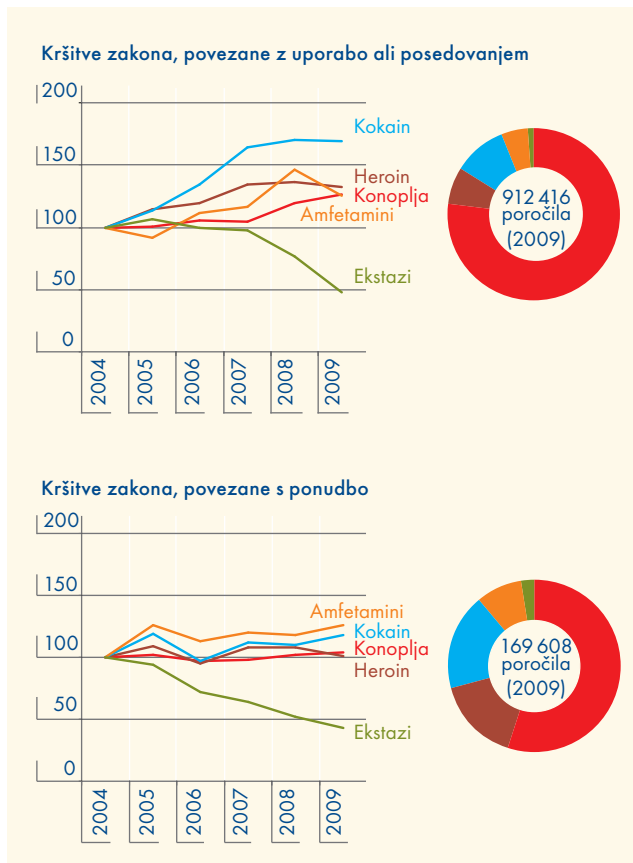 Kršitve zakona, povezane z uporabo ali posedovanjem
200
150
100
50
0
Kokain
Heroin
Konoplja
Amfetamini
Ekstazi
2004
2005
2006
2007
2008
2009
912 416
poročila
(2009)
Kršitve zakona, povezane s ponudbo
200
150
100
50
0
Amfetamini
Kokain
Konoplja
Heroin
Ekstazi
2004
2005
2006
2007
2008
2009
169 608
poročila
(2009)